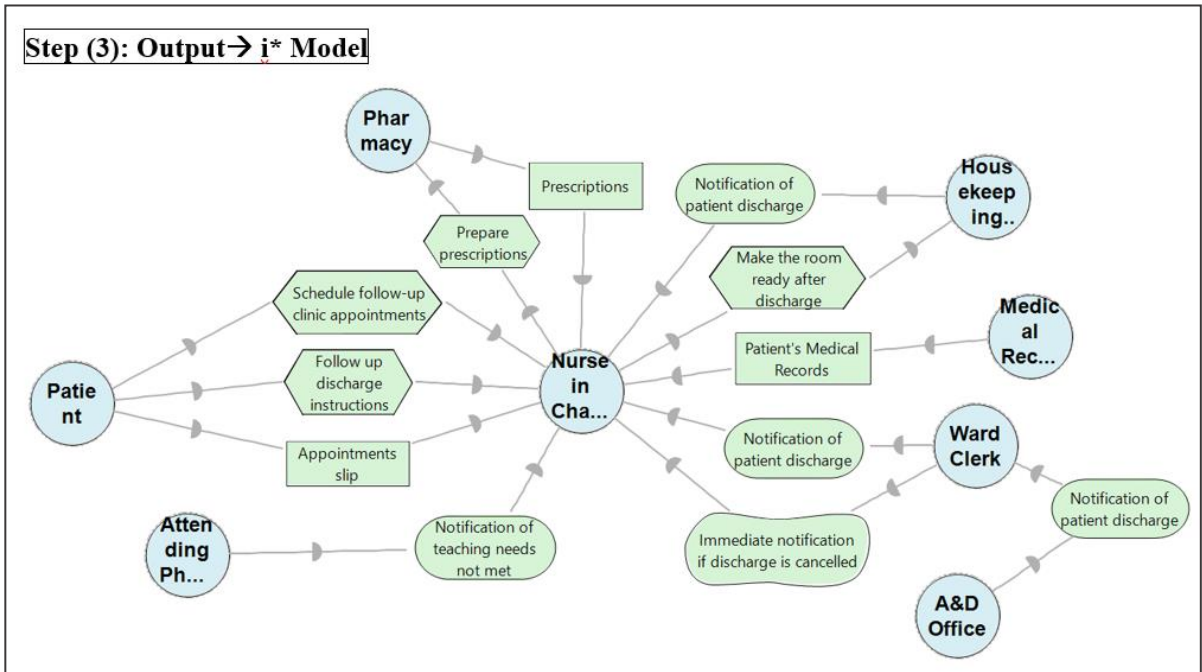 Step (3): Output→ i* Model
Phar
macy
Prescriptions
Notification of
patient discharge
Hous
ekeep
ing..
Prepare
prescriptions
Make the room
ready after
discharge
Schedule follow-up
clinic appointments
Medic
al
Rec...
Patient's Medical
Records
Follow up
discharge
instructions
Nurse
in
Cha...
Patie
nt
Appointments
slip
Notification of
patient discharge
Ward
Clerk
Notification of
patient discharge
Atten
ding
Ph...
Notification of
teaching needs
not met
Immediate notification
if discharge is cancelled
A&D
Office